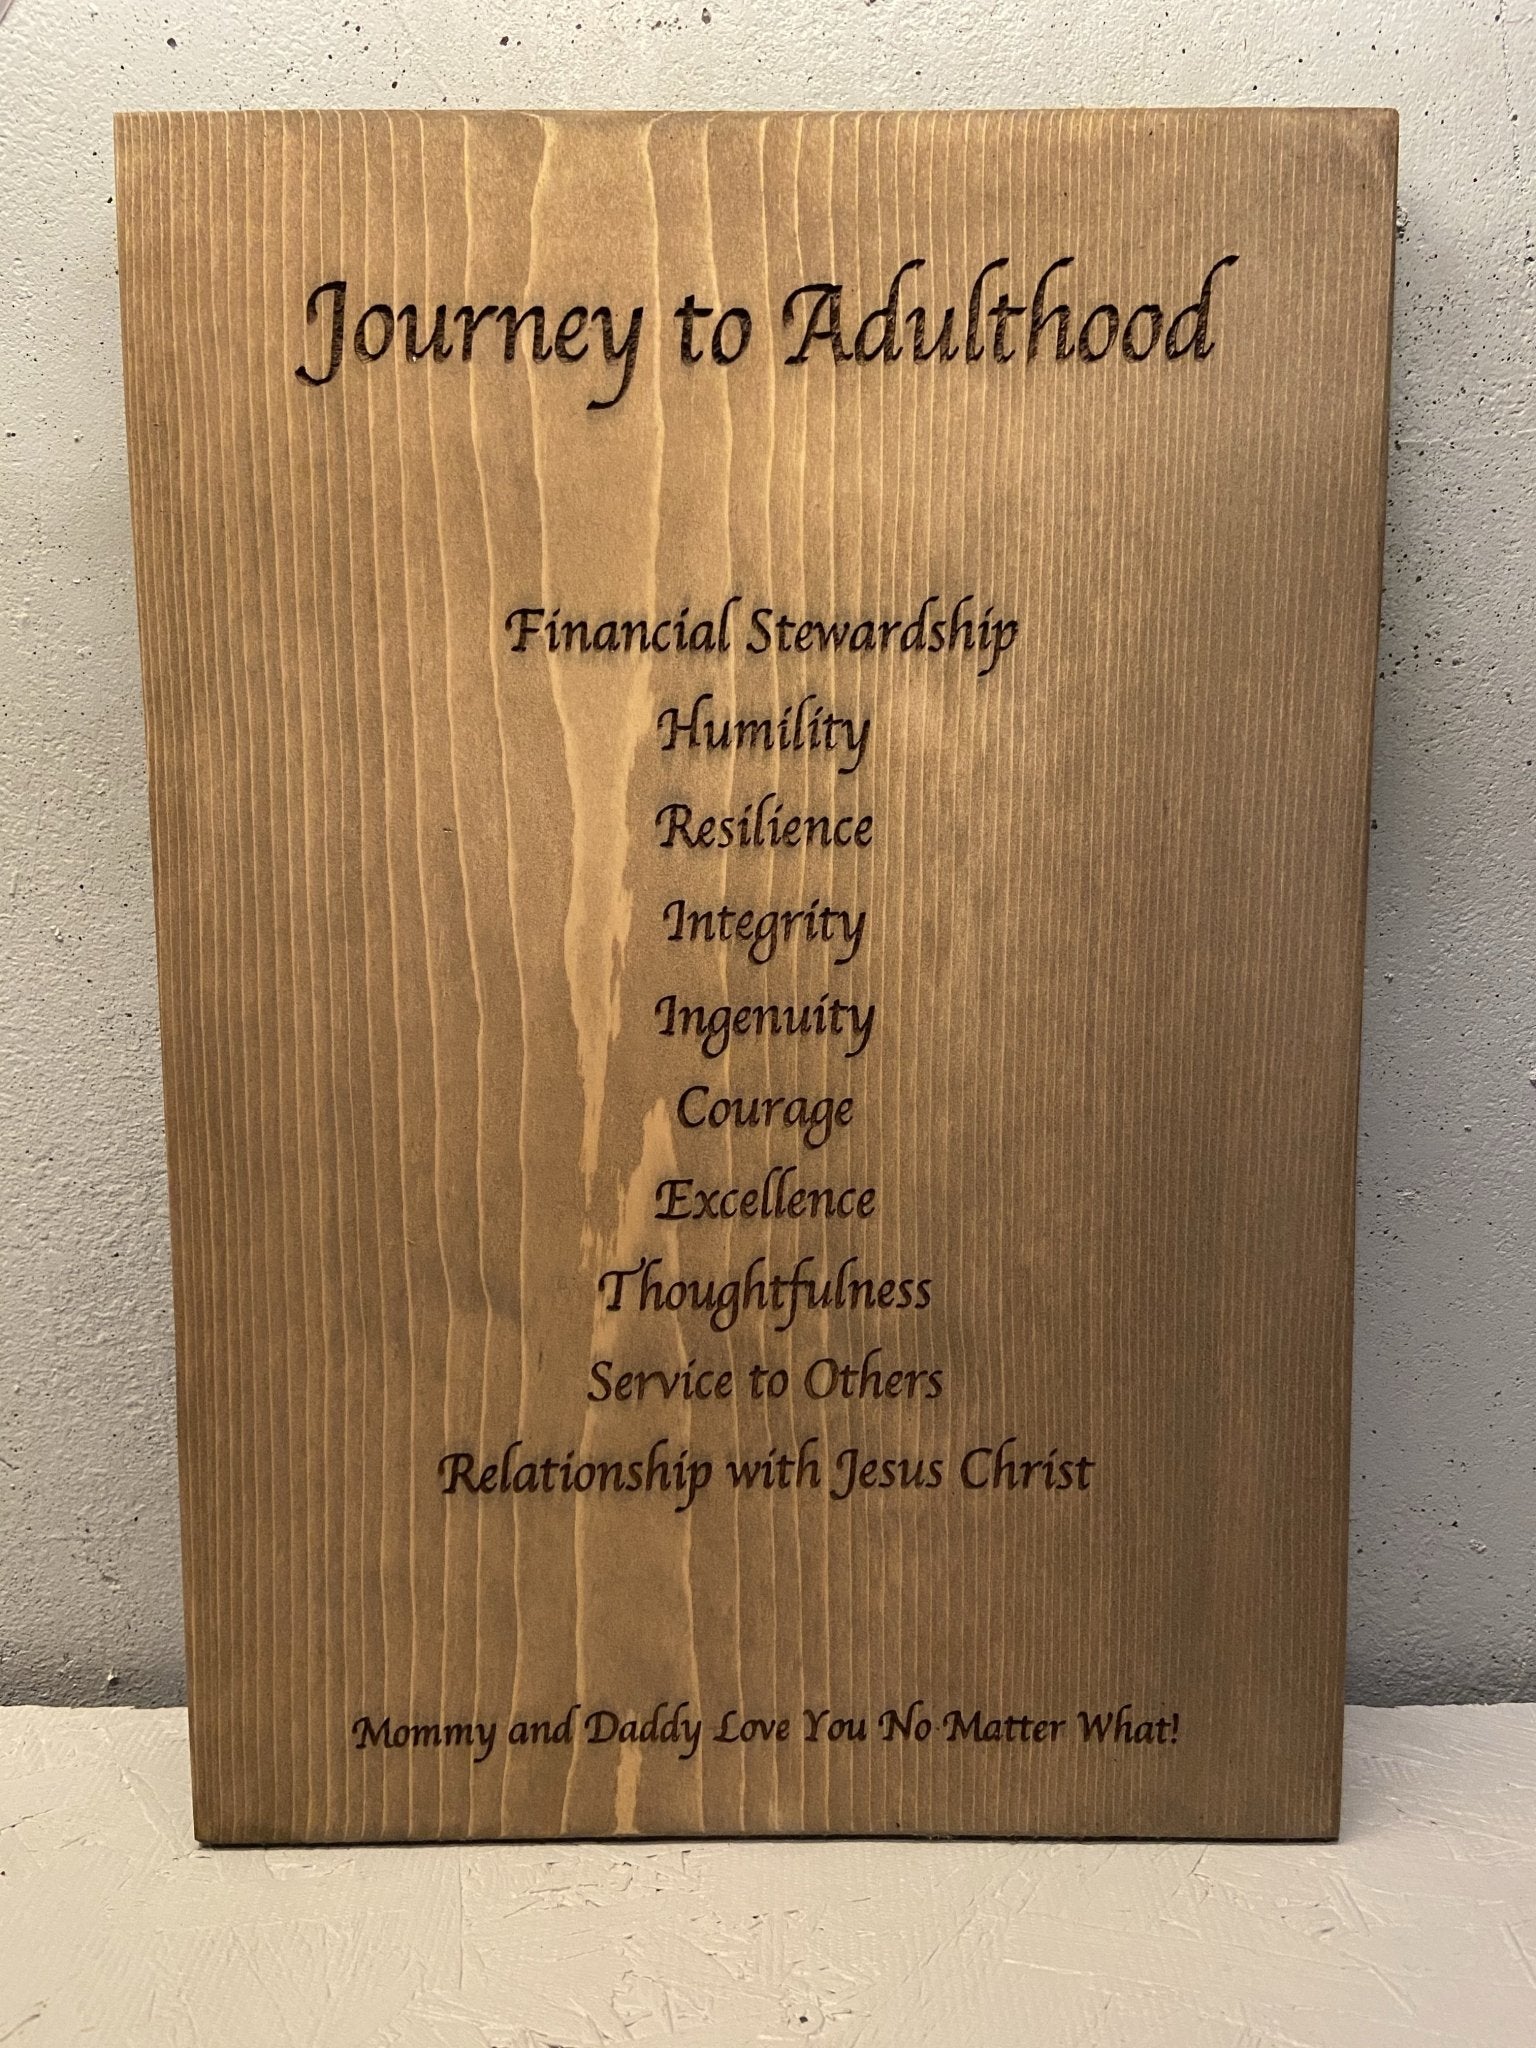 Journey to Adulthood
Financial Stewardship
Humility
Resilience
Integrity
Ingenuity
Courage
Excellence
Thoughtfulness
Service to Others
Relationship with Jesus Christ
Mommy and Daddy Love You No Matter What!